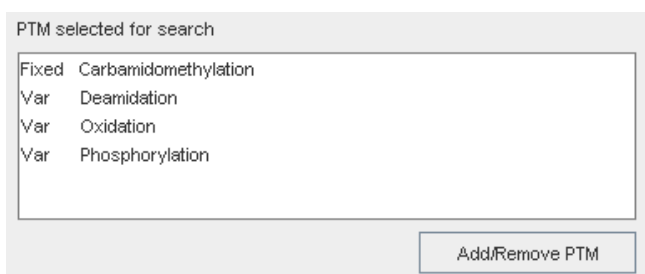 PTM selected for search
Fixed Carbamidomethylation
Var Deamidation
Var Oxidation
Var Phosphorylation
Add/Remove PTM